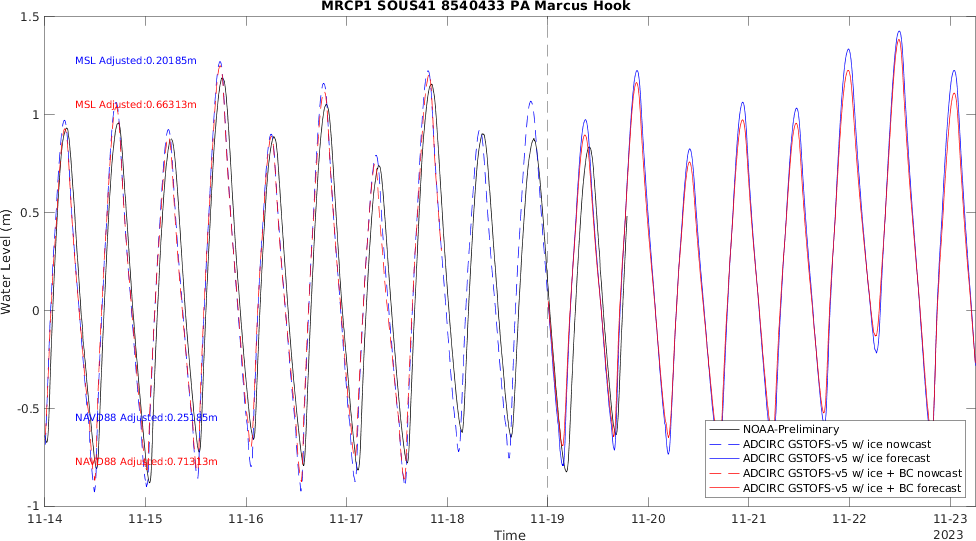 MRCP1 SOUS41 8540433 PA Marcus Hook
1.5
MSL Adjusted:0.20185m
MSL Adjusted:0.66313m
1
0.5
Water Level (m)
0
-0.5
NAVD88 Adjusted:0.25185m
NAVD88 Adjusted:0.71313m
NOAA-Preliminary
ADCIRC GSTOFS-v5 w/ ice nowcast
ADCIRC GSTOFS-v5 w/ ice forecast
ADCIRC GSTOFS-v5 w/ ice + BC nowcast
ADCIRC GSTOFS-v5 w/ ice + BC forecast
-1
11-14 11-15 11-16 11-17 11-18 11-19 11-20 11-21 11-22 11-23
Time
2023